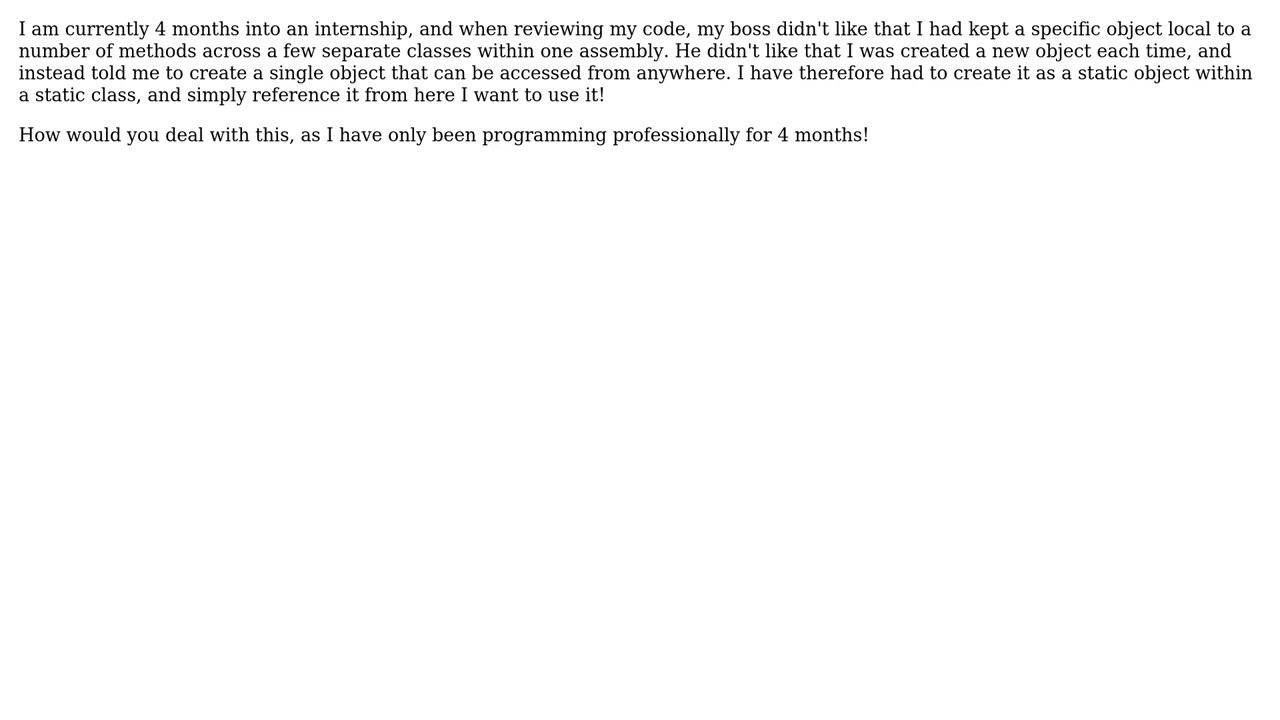 I am currently 4 months into an internship, and when reviewing my code, my boss didn't like that I had kept a specific object local to a
number of methods across a few separate classes within one assembly. He didn't like that I was created a new object each time, and
instead told me to create a single object that can be accessed from anywhere. I have therefore had to create it as a static object within
a static class, and simply reference it from here I want to use it!
How would you deal with this, as I have only been programming professionally for 4 months!